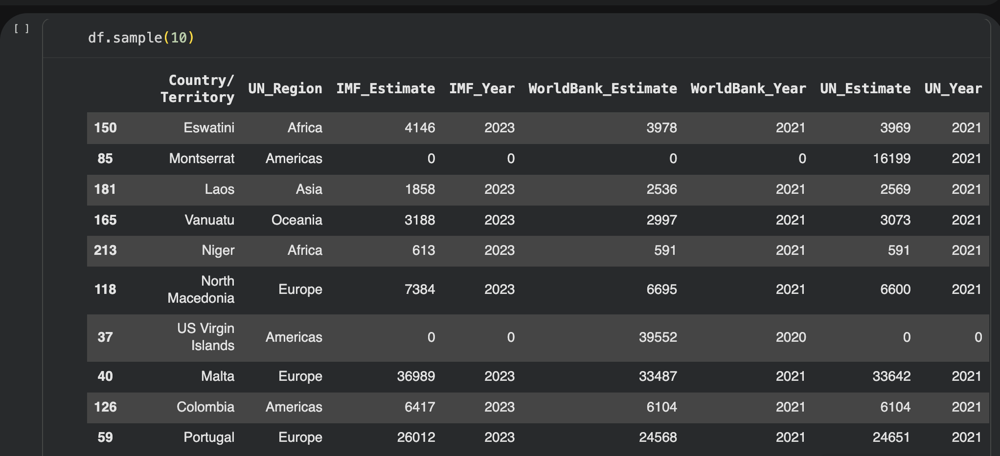 [ ]
df.sample(10)
Country/
Territory UN_Region IMF_Estimate IMF_Year WorldBank_Estimate WorldBank_Year UN_Estimate UN_Year
150 Eswatini Africa 4146 2023 3978 2021 3969 2021
85 Montserrat Americas 0 0 0 0 16199 2021
181 Laos Asia 1858 2023 2536 2021 2569 2021
165 Vanuatu Oceania 3188 2023 2997 2021 3073 2021
213 Niger Africa 613 2023 591 2021 591 2021
118 North
Macedonia Europe 7384 2023 6695 2021 6600 2021
37 US Virgin
Islands Americas 0 0 39552 2020 0 0
40 Malta Europe 36989 2023 33487 2021 33642 2021
126 Colombia Americas 6417 2023 6104 2021 6104 2021
59 Portugal Europe 26012 2023 24568 2021 24651 2021